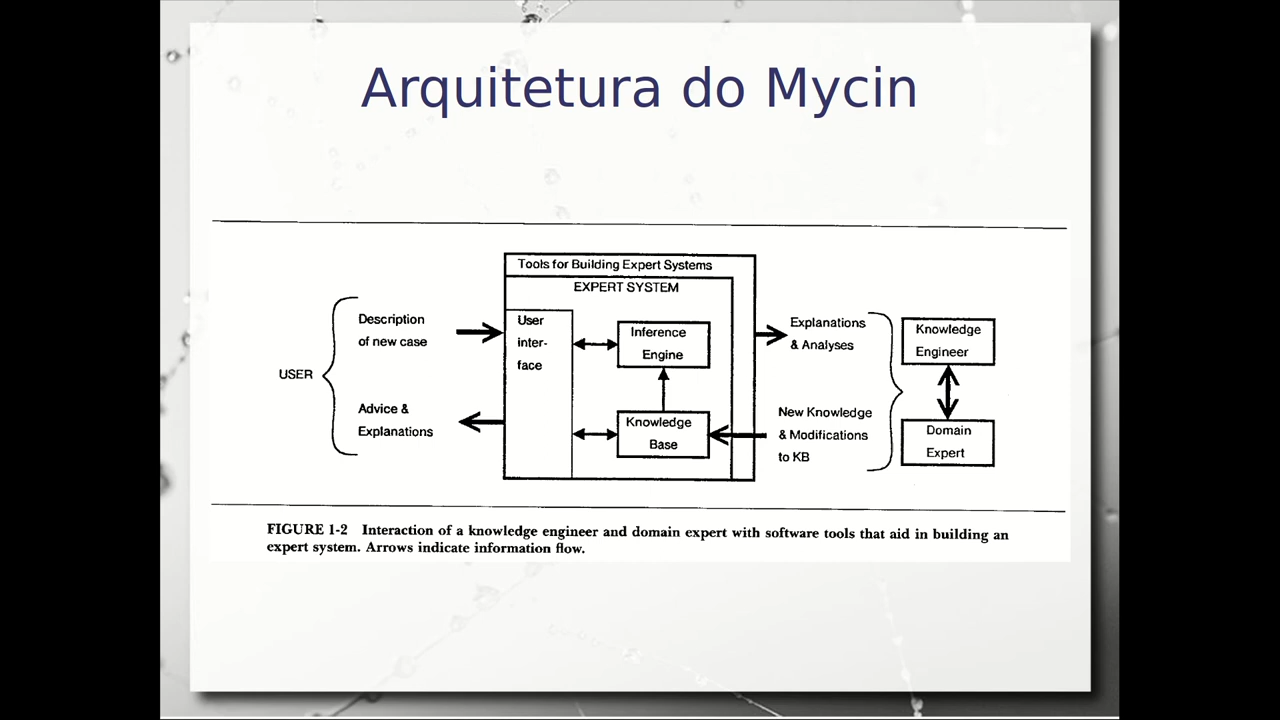 Arquitetura do Mycin
Tools for Building Expert Systems
EXPERT SYSTEM
USER
Description
of new case
Advice &
Explanations
User
inter-
face
Inference
Engine
Knowledge
Base
Explanations
& Analyses
New Knowledge
& Modifications
to KB
Knowledge
Engineer
Domain
Expert
FIGURE 1-2 Interaction of a knowledge engineer and domain expert with software tools that aid in building an
expert system. Arrows indicate information flow.